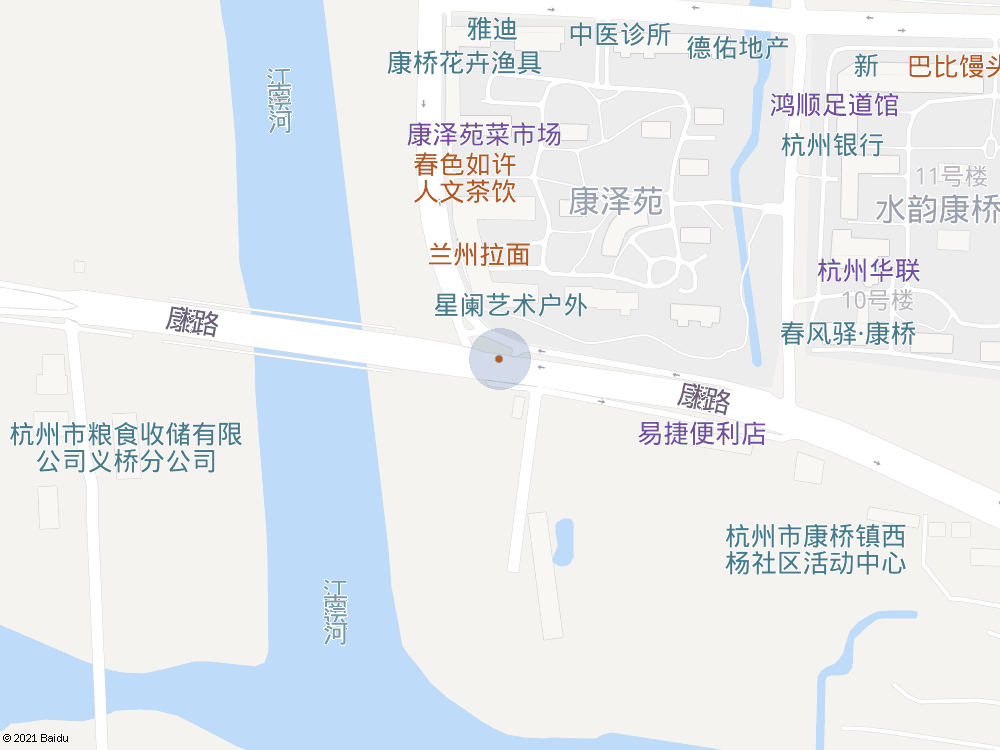 雅迪
中医诊所
德佑地产
康桥花卉渔具
新
巴比馒头
鸿顺足道馆
康泽苑菜市场
杭州银行
春色如许
人文茶饮
11号楼
康泽苑
水韵康桥
兰州拉面
杭州华联
10号楼
星阑艺术户外
康桥路
春风驿·康桥
康桥路
易捷便利店
杭州市粮食收储有限
公司义桥分公司
杭州市康桥镇西
杨社区活动中心
© 2021 Baidu